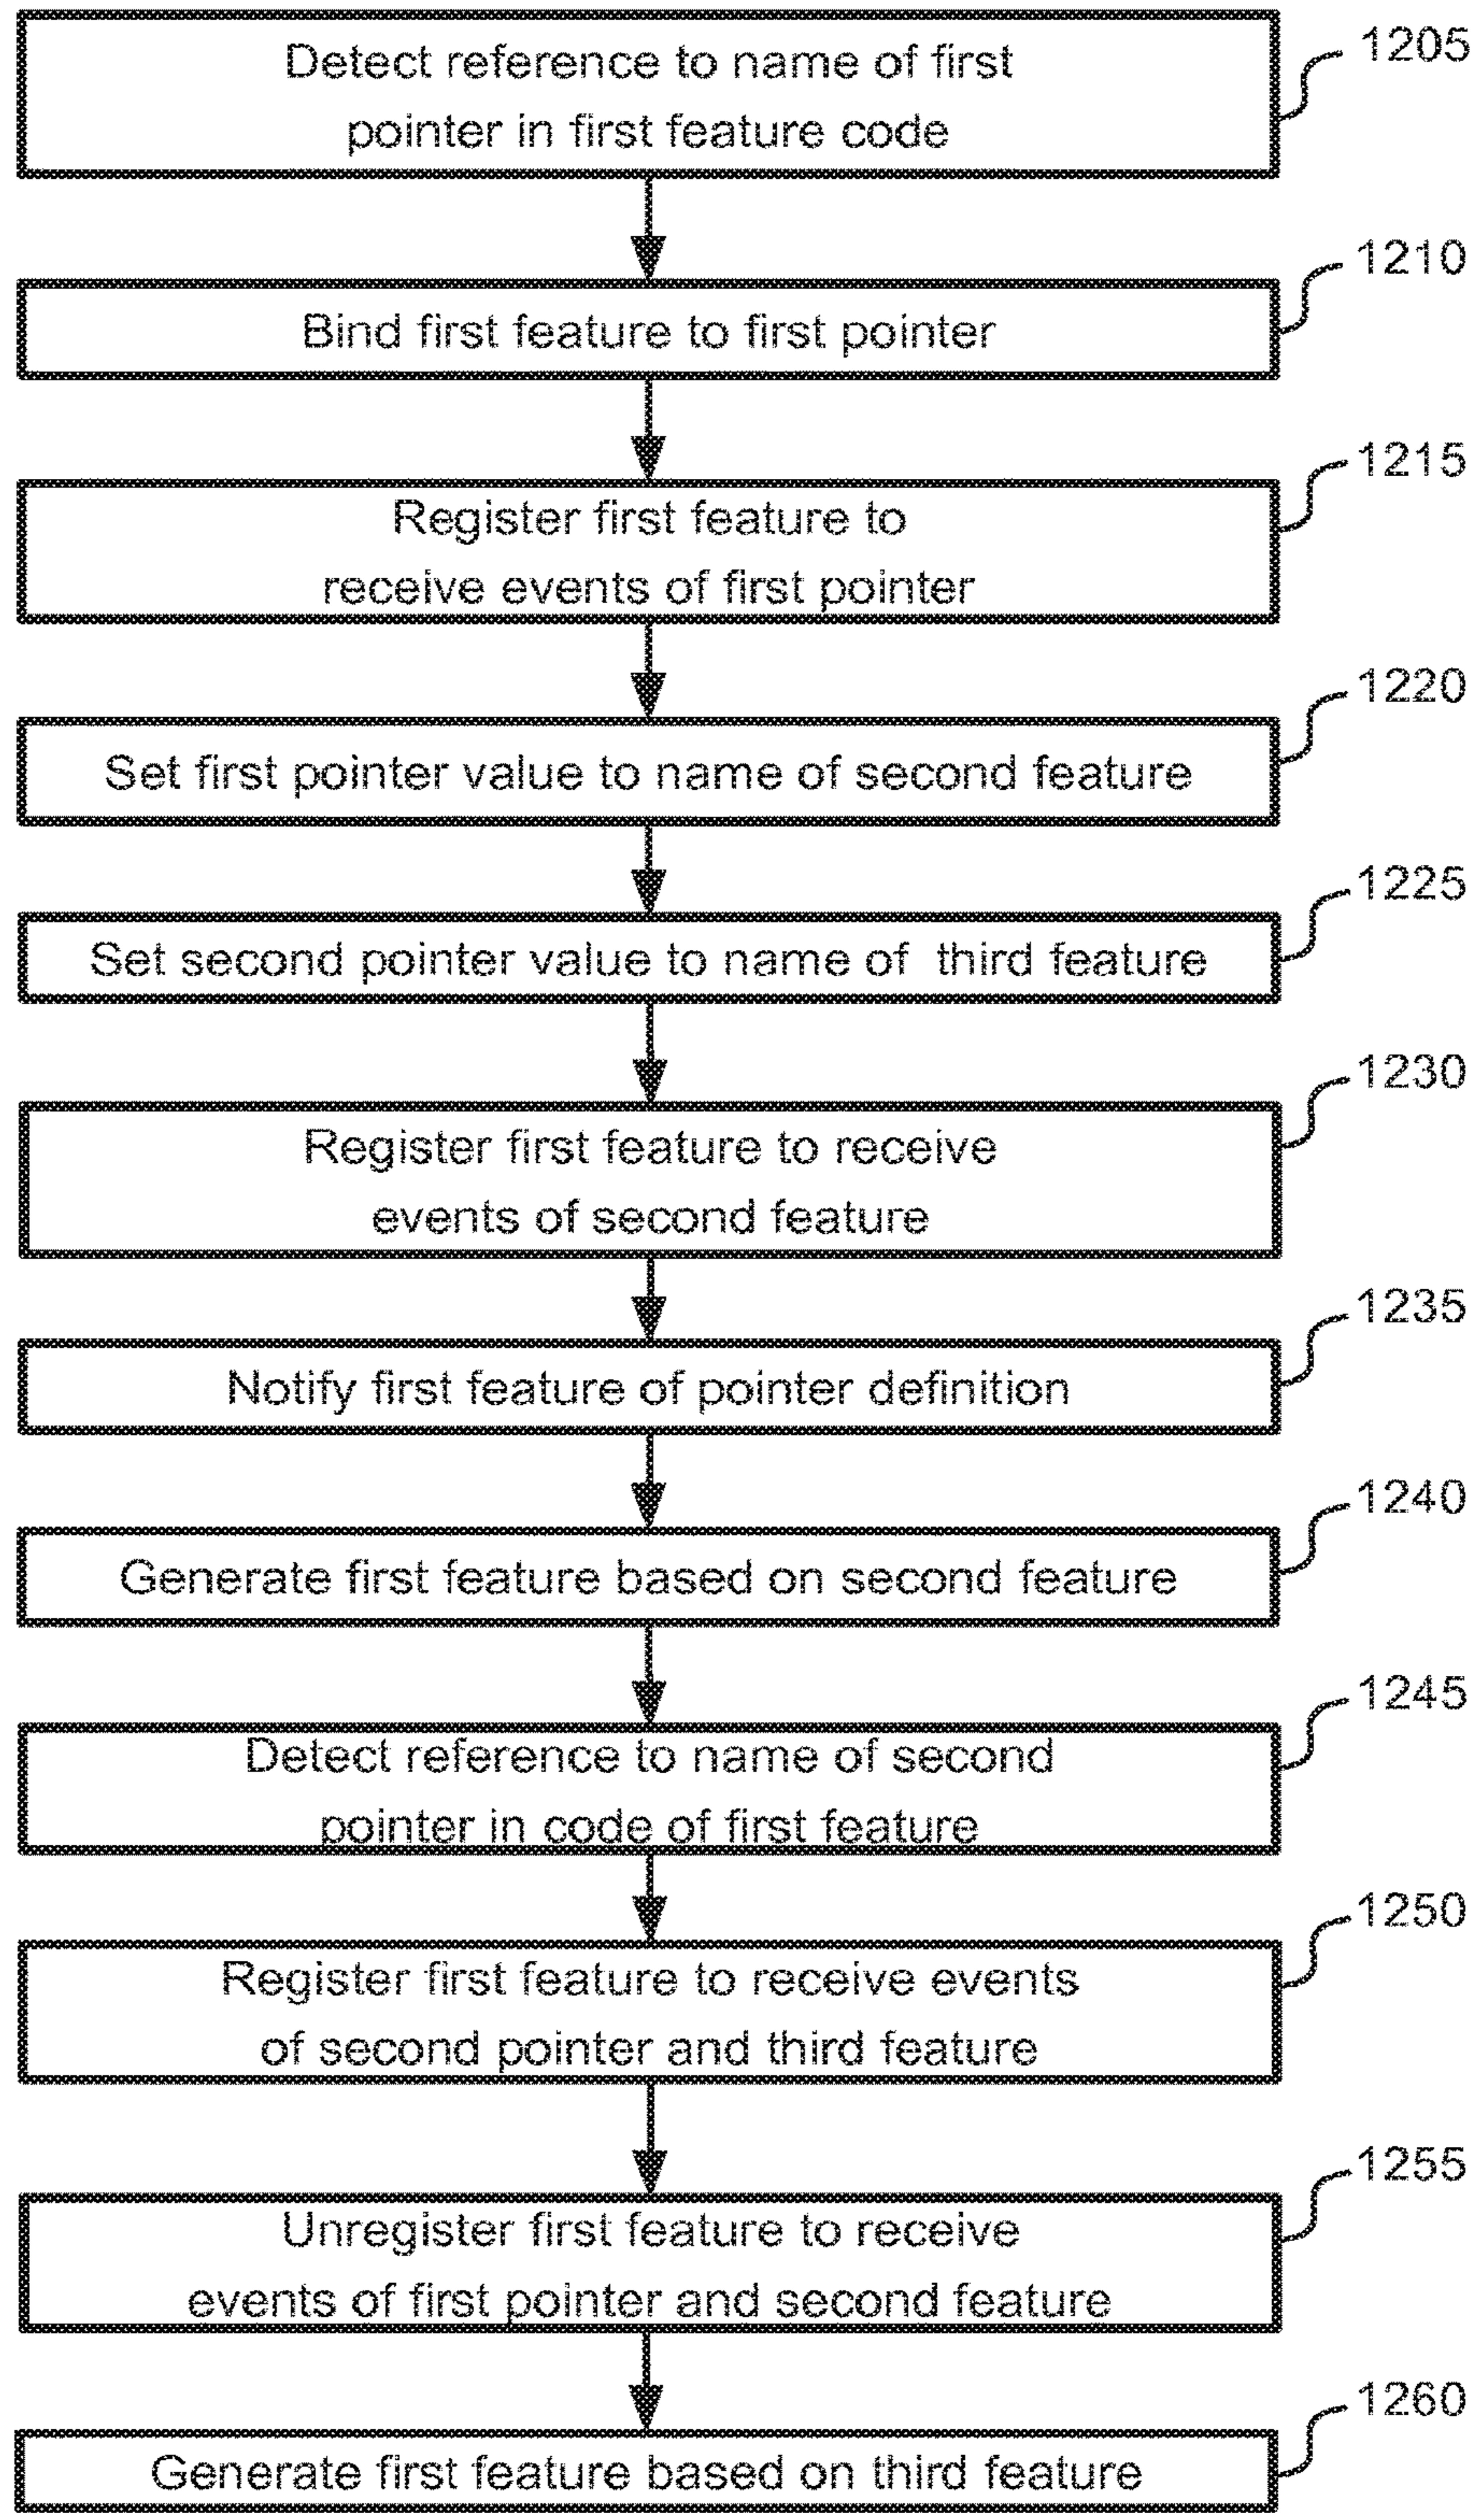 Detect reference to name of first
pointer in first feature code
1205
Bind first feature to first pointer
1210
Register first feature to
receive events of first pointer
1215
Set first pointer value to name of second feature
1220
Set second pointer value to name of third feature
1225
Register first feature to receive
events of second feature
1230
Notify first feature of pointer definition
1235
Generate first feature based on second feature
1240
Detect reference to name of second
pointer in code of first feature
1245
Register first feature to receive events
of second pointer and third feature
1250
Unregister first feature to receive
events of first pointer and second feature
1255
Generate first feature based on third feature
1260